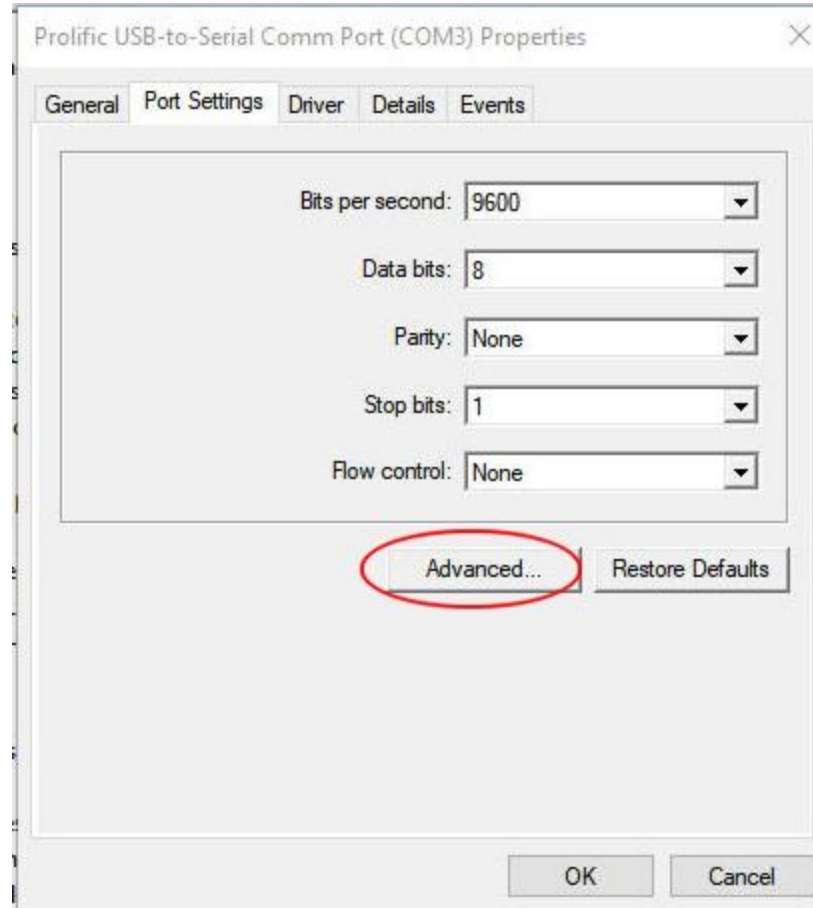 Prolific USB-to-Serial Comm Port (COM3) Properties
General Port Settings Driver Details Events
Bits per second: 9600
Data bits: 8
Parity: None
Stop bits: 1
Flow control: None
Advanced... Restore Defaults
OK Cancel